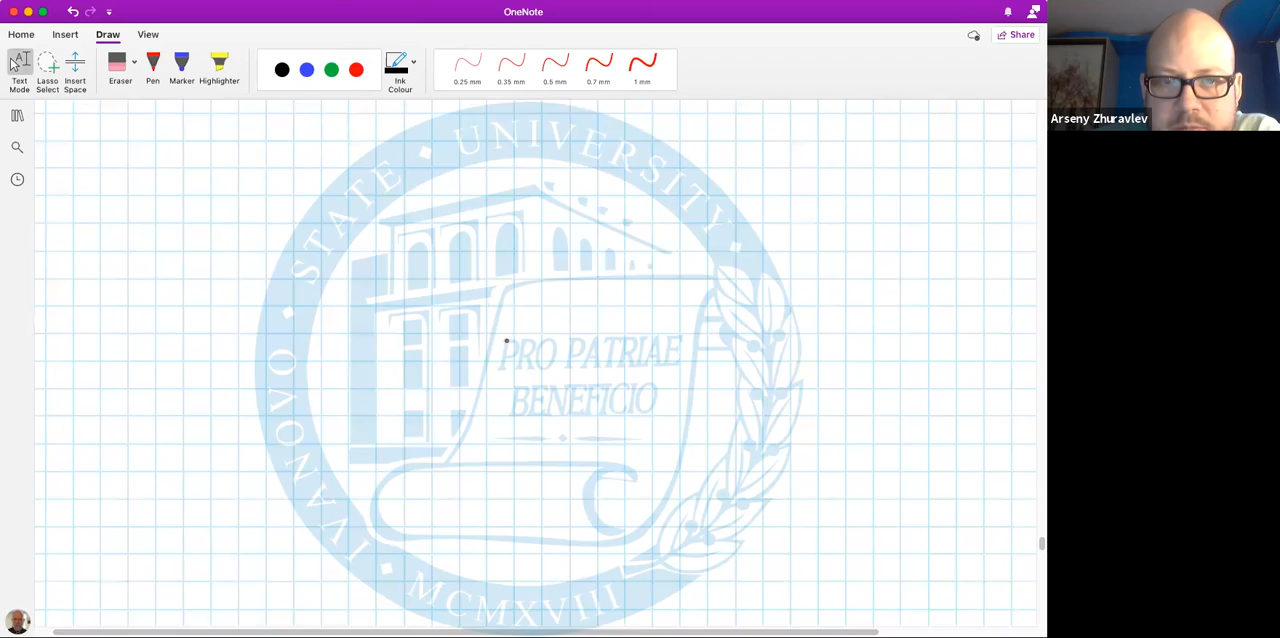 OneNote
Home Insert Draw View
Share
Text Mode
Lasso Select
Insert Space
Eraser
Pen
Marker
Highlighter
Ink Colour
0.25 mm
0.35 mm
0.5 mm
0.7 mm
1 mm
Arseny Zhuravlev
IVANOVO STATE UNIVERSITY
PRO PATRIAE
BENEFICIO
MCMXVIII